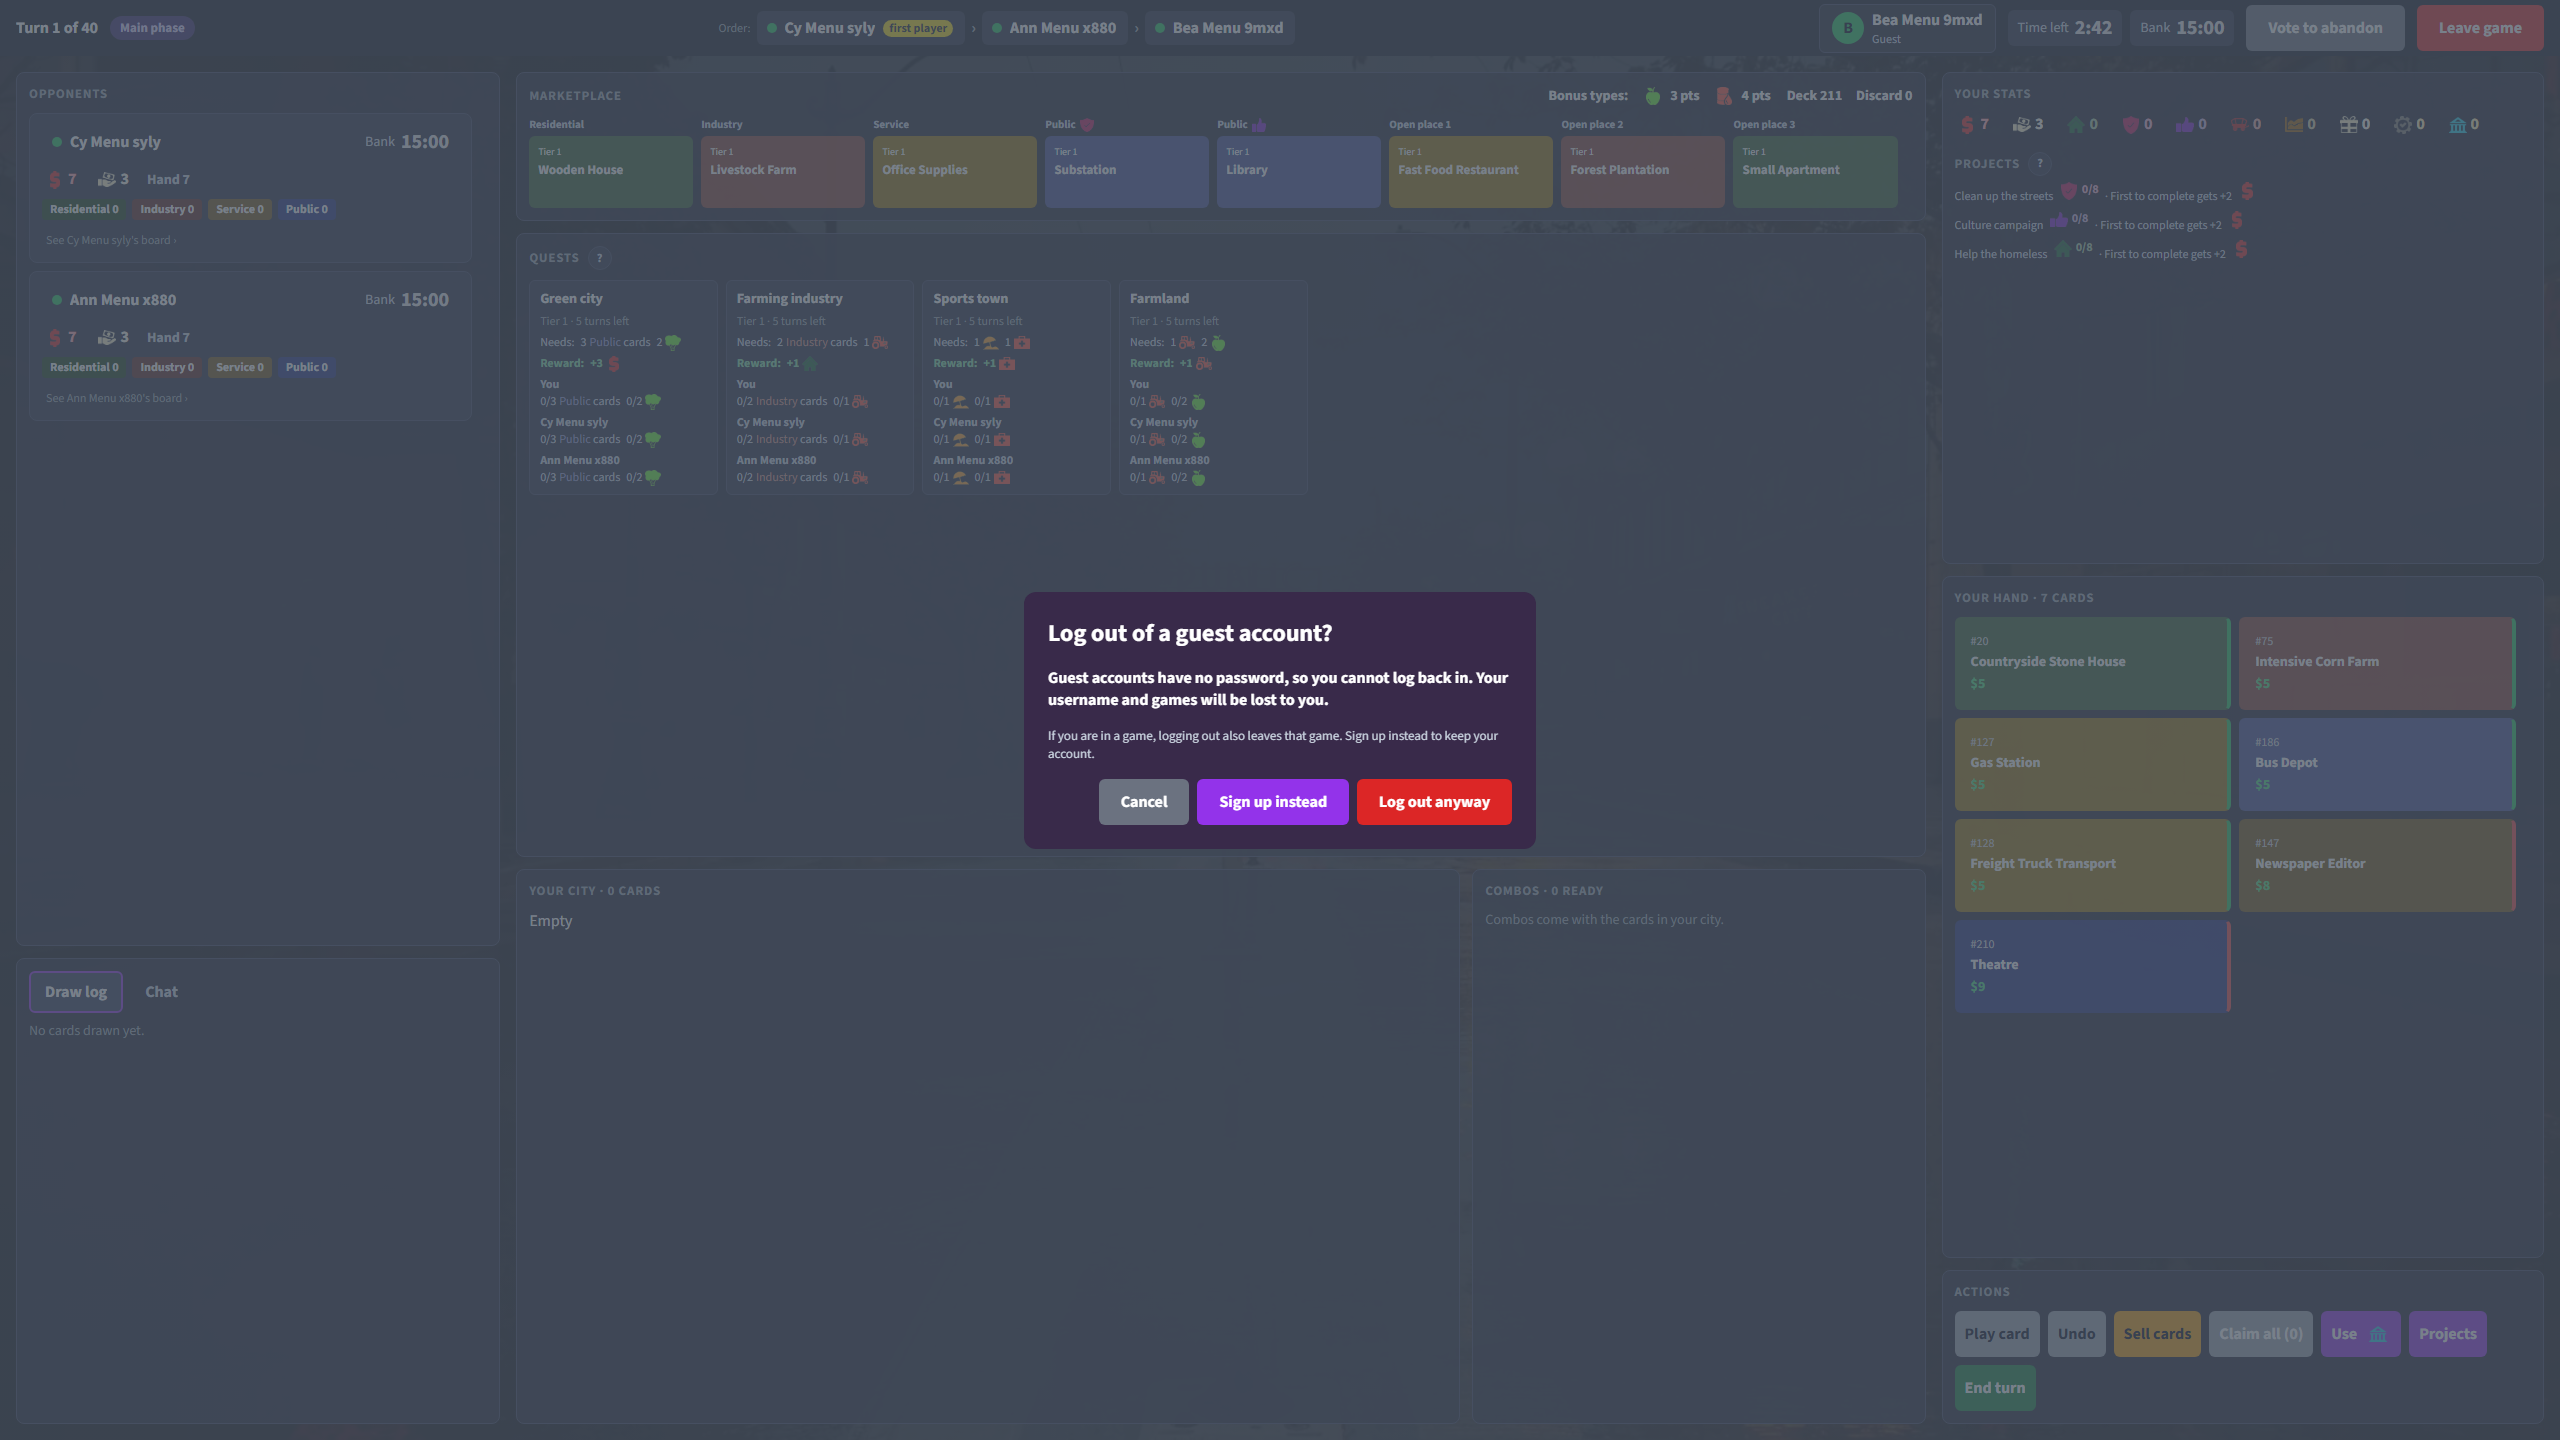 Turn 1 of 40 Main phase
Order: Cy Menu syly first player › Ann Menu x880 › Bea Menu 9mxd
B Bea Menu 9mxd
Guest
Time left 2:42
Bank 15:00
Vote to abandon
Leave game
OPPONENTS
Cy Menu syly Bank 15:00
7 3 Hand 7
Residential 0 Industry 0 Service 0 Public 0
See Cy Menu syly's board ›
Ann Menu x880 Bank 15:00
7 3 Hand 7
Residential 0 Industry 0 Service 0 Public 0
See Ann Menu x880's board ›
Draw log Chat
No cards drawn yet.
MARKETPLACE
Bonus types: 3 pts 4 pts Deck 211 Discard 0
Residential Industry Service Public Public Open place 1 Open place 2 Open place 3
Tier 1 Tier 1 Tier 1 Tier 1 Tier 1 Tier 1 Tier 1 Tier 1
Wooden House Livestock Farm Office Supplies Substation Library Fast Food Restaurant Forest Plantation Small Apartment
QUESTS ?
Green city
Tier 1 · 5 turns left
Needs: 3 Public cards 2
Reward: +3
You
0/3 Public cards 0/2
Cy Menu syly
0/3 Public cards 0/2
Ann Menu x880
0/3 Public cards 0/2
Farming industry
Tier 1 · 5 turns left
Needs: 2 Industry cards 1
Reward: +1
You
0/2 Industry cards 0/1
Cy Menu syly
0/2 Industry cards 0/1
Ann Menu x880
0/2 Industry cards 0/1
Sports town
Tier 1 · 5 turns left
Needs: 1 1
Reward: +1
You
0/1 0/1
Cy Menu syly
0/1 0/1
Ann Menu x880
0/1 0/1
Farmland
Tier 1 · 5 turns left
Needs: 1 2
Reward: +1
You
0/1 0/2
Cy Menu syly
0/1 0/2
Ann Menu x880
0/1 0/2
Log out of a guest account?
Guest accounts have no password, so you cannot log back in. Your
username and games will be lost to you.
If you are in a game, logging out also leaves that game. Sign up instead to keep your
account.
Cancel Sign up instead Log out anyway
YOUR CITY · 0 CARDS
Empty
COMBOS · 0 READY
Combos come with the cards in your city.
YOUR STATS
7 3 0 0 0 0 0 0 0 0
PROJECTS ?
Clean up the streets 0/8 · First to complete gets +2
Culture campaign 0/8 · First to complete gets +2
Help the homeless 0/8 · First to complete gets +2
YOUR HAND · 7 CARDS
#20
Countryside Stone House
$5
#75
Intensive Corn Farm
$5
#127
Gas Station
$5
#186
Bus Depot
$5
#128
Freight Truck Transport
$5
#147
Newspaper Editor
$8
#210
Theatre
$9
ACTIONS
Play card Undo Sell cards Claim all (0) Use Projects
End turn